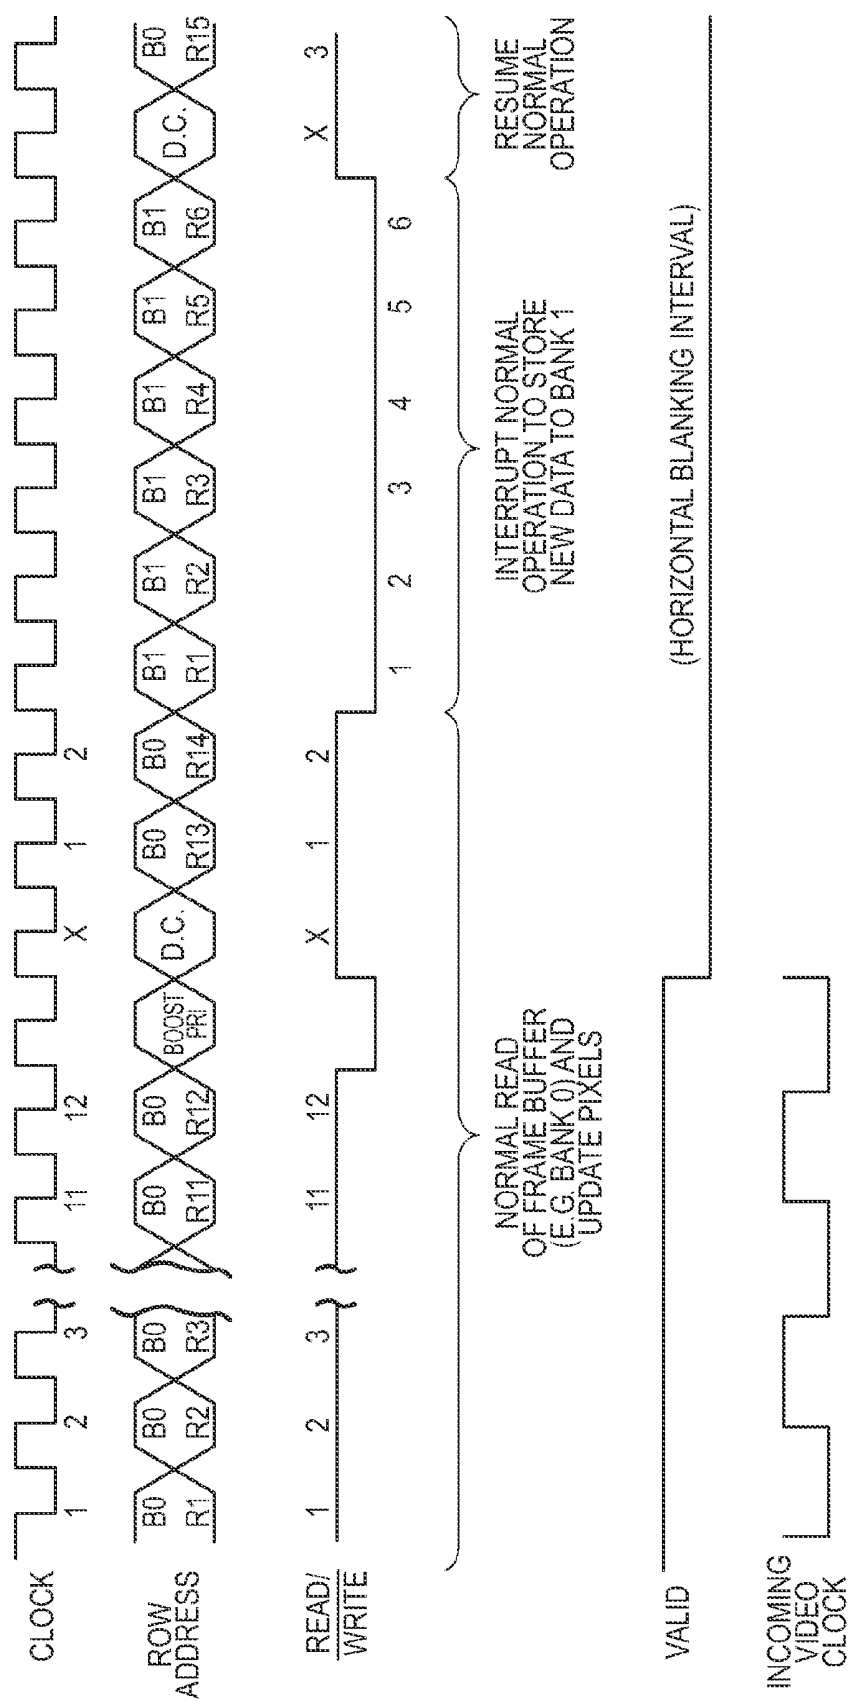 CLOCK
1 2 3 11 12 X 1 2
ROW
ADDRESS
B0 B0 B0 B0 B0 BOOST D.C. B0 B0 B1 B1 B1 B1 B1 B1 D.C. B0
R1 R2 R3 R11 R12 PRI R13 R14 R1 R2 R3 R4 R5 R6 R15
READ/
WRITE
1 2 3 11 12 X 1 2 X 3
1 2 3 4 5 6
NORMAL READ
OF FRAME BUFFER
(E.G. BANK 0) AND
UPDATE PIXELS
INTERRUPT NORMAL
OPERATION TO STORE
NEW DATA TO BANK 1
RESUME
NORMAL
OPERATION
VALID
(HORIZONTAL BLANKING INTERVAL)
INCOMING
VIDEO
CLOCK